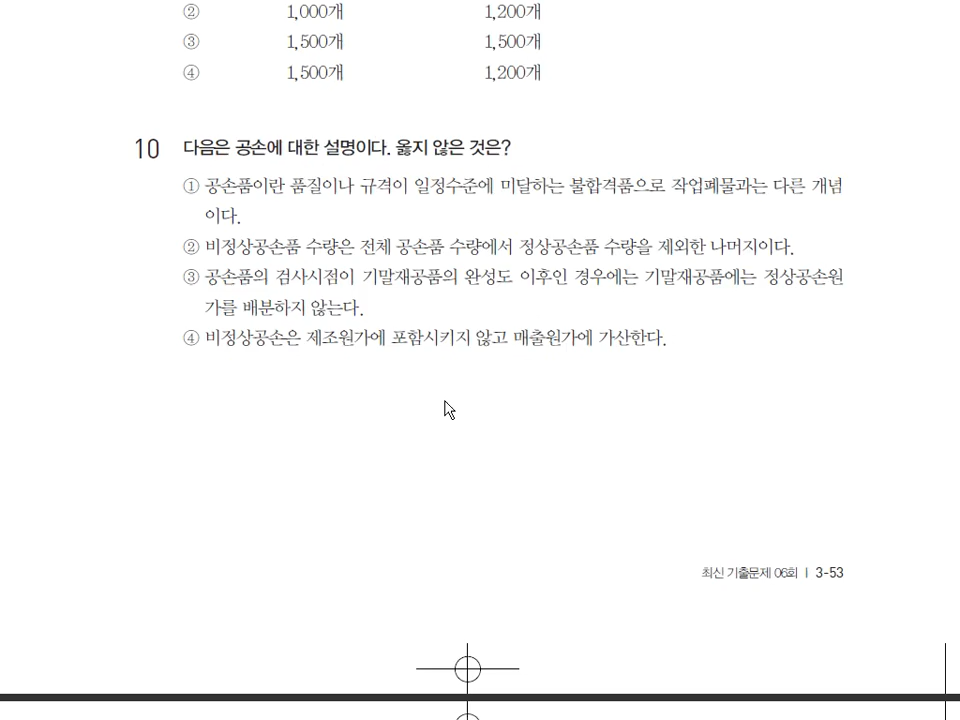 ② 1,000개 1,200개
③ 1,500개 1,500개
④ 1,500개 1,200개
10 다음은 공손에 대한 설명이다. 옳지 않은 것은?
① 공손품이란 품질이나 규격이 일정수준에 미달하는 불합격품으로 작업폐물과는 다른 개념
이다.
② 비정상공손품 수량은 전체 공손품 수량에서 정상공손품 수량을 제외한 나머지이다.
③ 공손품의 검사시점이 기말재공품의 완성도 이후인 경우에는 기말재공품에는 정상공손원
가를 배분하지 않는다.
④ 비정상공손은 제조원가에 포함시키지 않고 매출원가에 가산한다.
최신 기출문제 06회 | 3-53